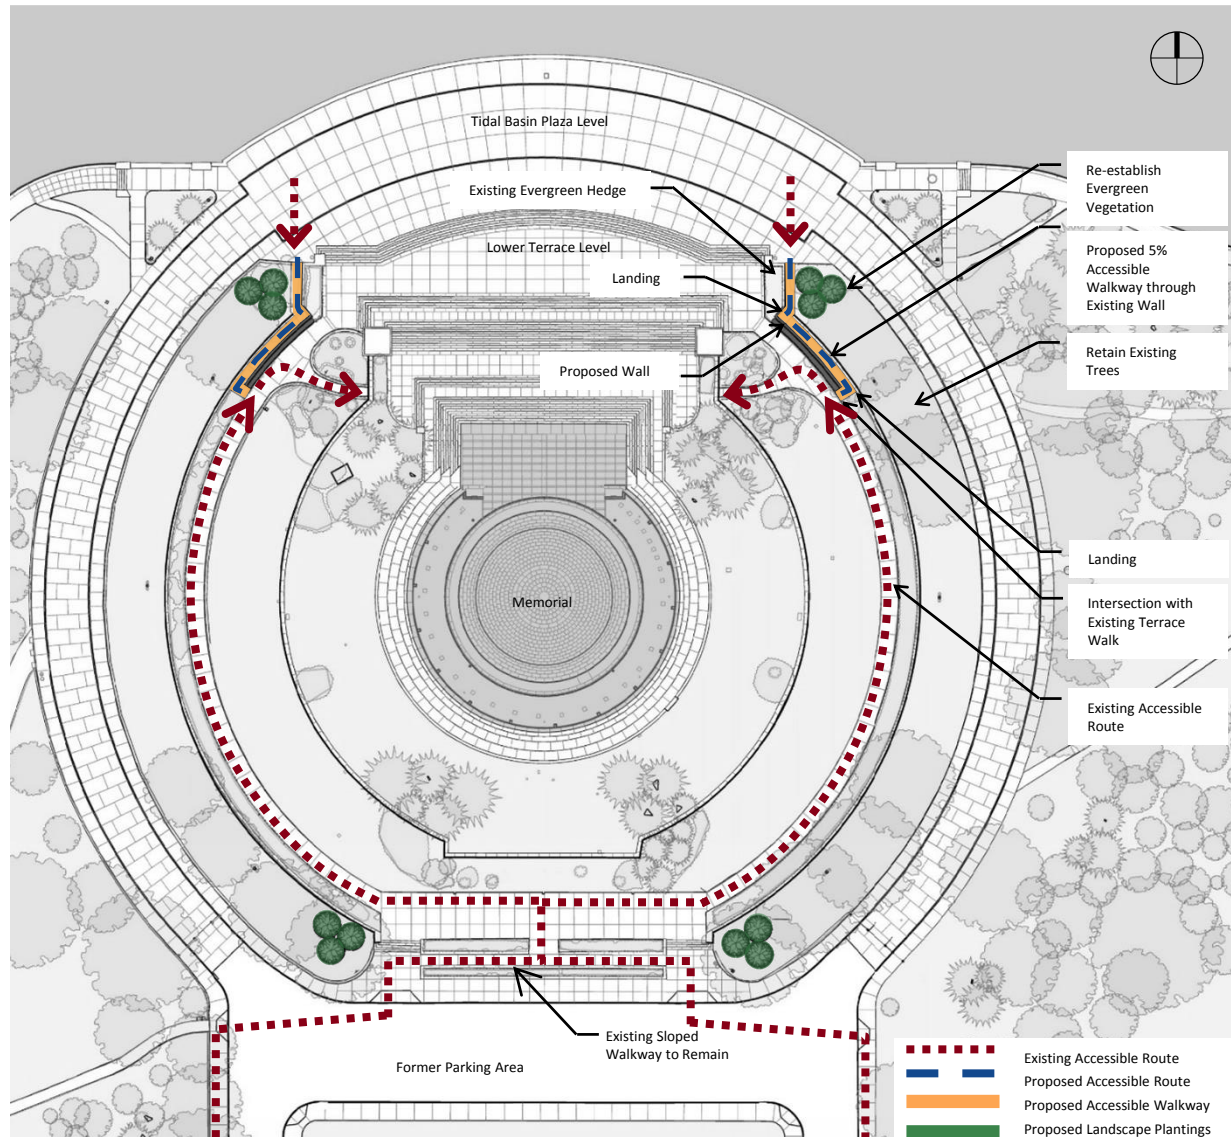 Tidal Basin Plaza Level
Existing Evergreen Hedge
Lower Terrace Level
Landing
Proposed Wall
Re-establish
Evergreen
Vegetation
Proposed 5%
Accessible
Walkway through
Existing Wall
Retain Existing
Trees
Memorial
Landing
Intersection with
Existing Terrace
Walk
Existing Accessible
Route
Existing Sloped
Walkway to Remain
Former Parking Area
Existing Accessible Route
Proposed Accessible Route
Proposed Accessible Walkway
Proposed Landscape Plantings